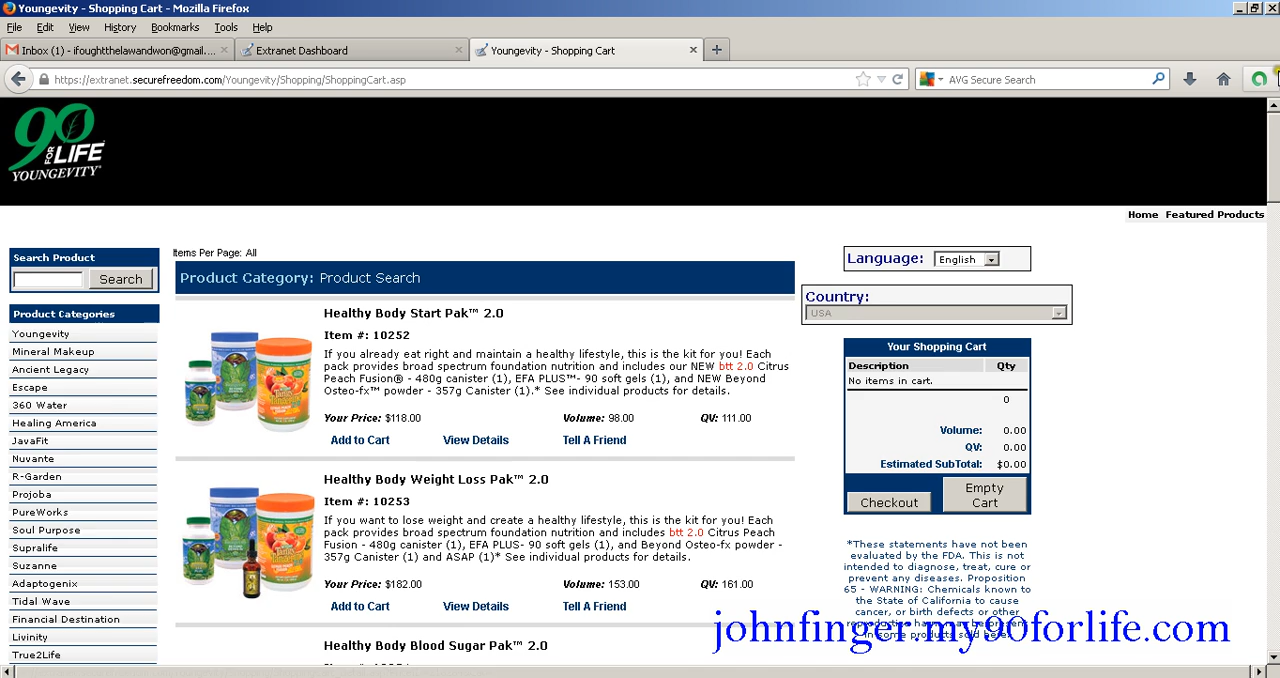 Youngevity - Shopping Cart - Mozilla Firefox
File Edit View History Bookmarks Tools Help
Inbox (1) - ifoughtthelawandwon@gmail....
Extranet Dashboard
Youngevity - Shopping Cart
https://extranet.securefreedom.com/Youngevity/Shopping/ShoppingCart.asp
AVG Secure Search
90
FOR
LIFE
YOUNGEVITY
Home Featured Products
Search Product
Search
Product Categories
Youngevity
Mineral Makeup
Ancient Legacy
Escape
360 Water
Healing America
JavaFit
Nuvante
R-Garden
Projoba
PureWorks
Soul Purpose
Supralife
Suzanne
Adaptogenix
Tidal Wave
Financial Destination
Livinity
True2Life
Items Per Page: All
Product Category: Product Search
Healthy Body Start Pak™ 2.0
Item #: 10252
If you already eat right and maintain a healthy lifestyle, this is the kit for you! Each
pack provides broad spectrum foundation nutrition and includes our NEW btt 2.0 Citrus
Peach Fusion® - 480g canister (1), EFA PLUS™- 90 soft gels (1), and NEW Beyond
Osteo-fx™ powder - 357g Canister (1).* See individual products for details.
Your Price: $118.00 Volume: 98.00 QV: 111.00
Add to Cart View Details Tell A Friend
Healthy Body Weight Loss Pak™ 2.0
Item #: 10253
If you want to lose weight and create a healthy lifestyle, this is the kit for you! Each
pack provides broad spectrum foundation nutrition and includes btt 2.0 Citrus Peach
Fusion - 480g canister (1), EFA PLUS- 90 soft gels (1), and Beyond Osteo-fx powder -
357g Canister (1) and ASAP (1)* See individual products for details.
Your Price: $182.00 Volume: 153.00 QV: 161.00
Add to Cart View Details Tell A Friend
Healthy Body Blood Sugar Pak™ 2.0
Language: English
Country:
USA
Your Shopping Cart
Description Qty
No items in cart.
0
Volume: 0.00
QV: 0.00
Estimated SubTotal: $0.00
Checkout
Empty
Cart
*These statements have not been
evaluated by the FDA. This is not
intended to diagnose, treat, cure or
prevent any diseases. Proposition
65 - WARNING: Chemicals known to
the State of California to cause
cancer, or birth defects or other
johnfinger.my90forlife.com